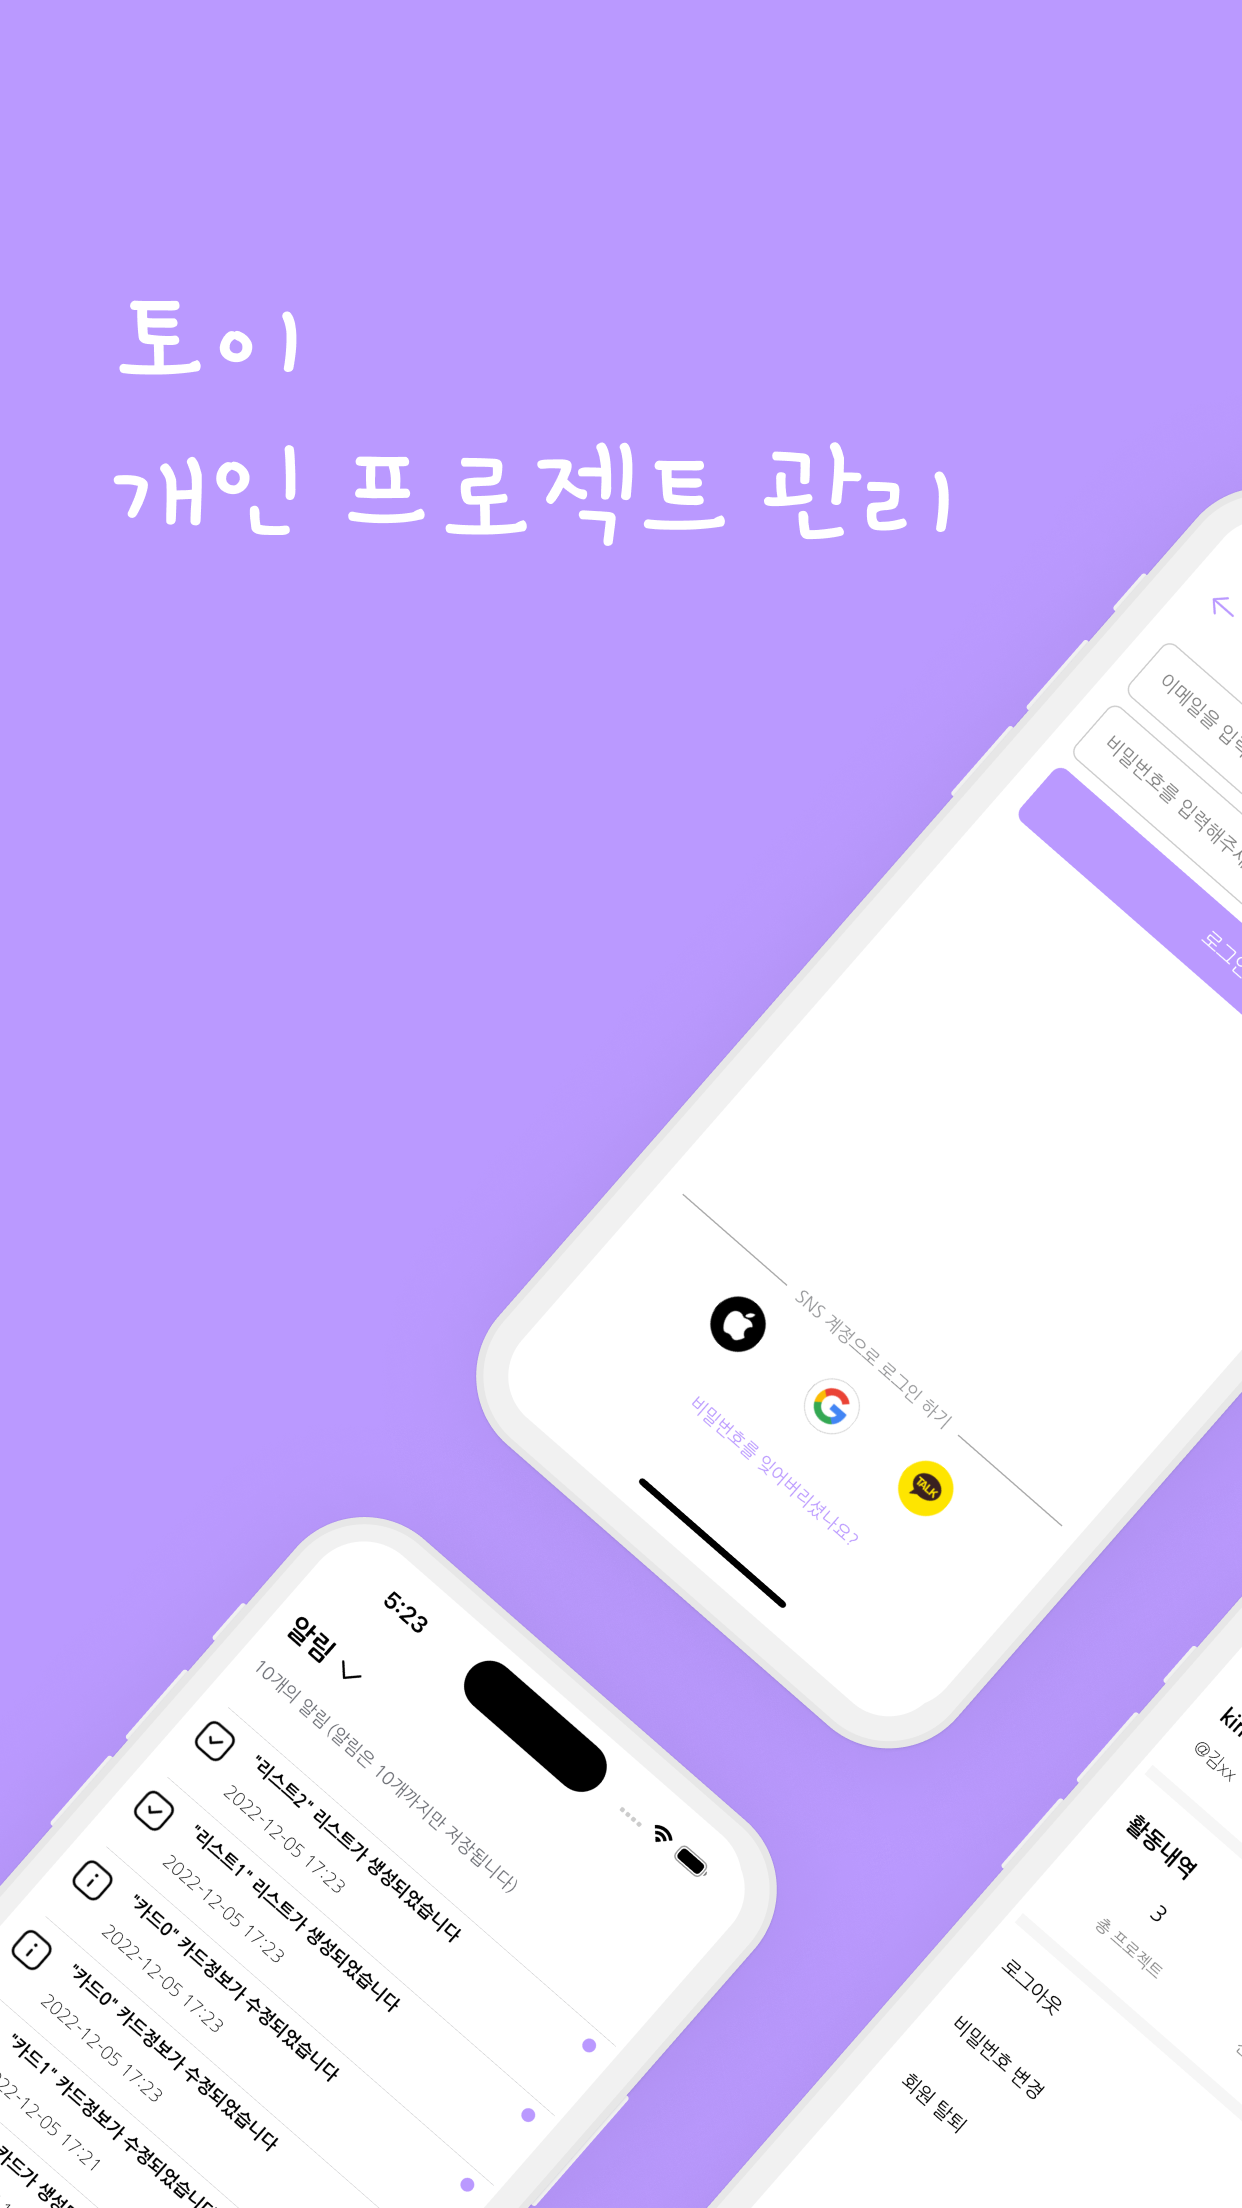 토이
개인 프로젝트 관리
이메일을 입력
비밀번호를 입력해주세
로그인
SNS 계정으로 로그인 하기
TALK
비밀번호를 잊어버리셨나요?
5:23
알림
10개의 알림 (알림은 10개까지만 저장됩니다)
"리스트2" 리스트가 생성되었습니다
2022-12-05 17:23
"리스트1" 리스트가 생성되었습니다
2022-12-05 17:23
"카드0" 카드정보가 수정되었습니다
2022-12-05 17:23
"카드0" 카드정보가 수정되었습니다
2022-12-05 17:23
"카드1" 카드정보가 수정되었습니다
22-12-05 17:21
카드가 생성
@김xx
활동내역
3
총 프로젝트
로그아웃
비밀번호 변경
회원 탈퇴